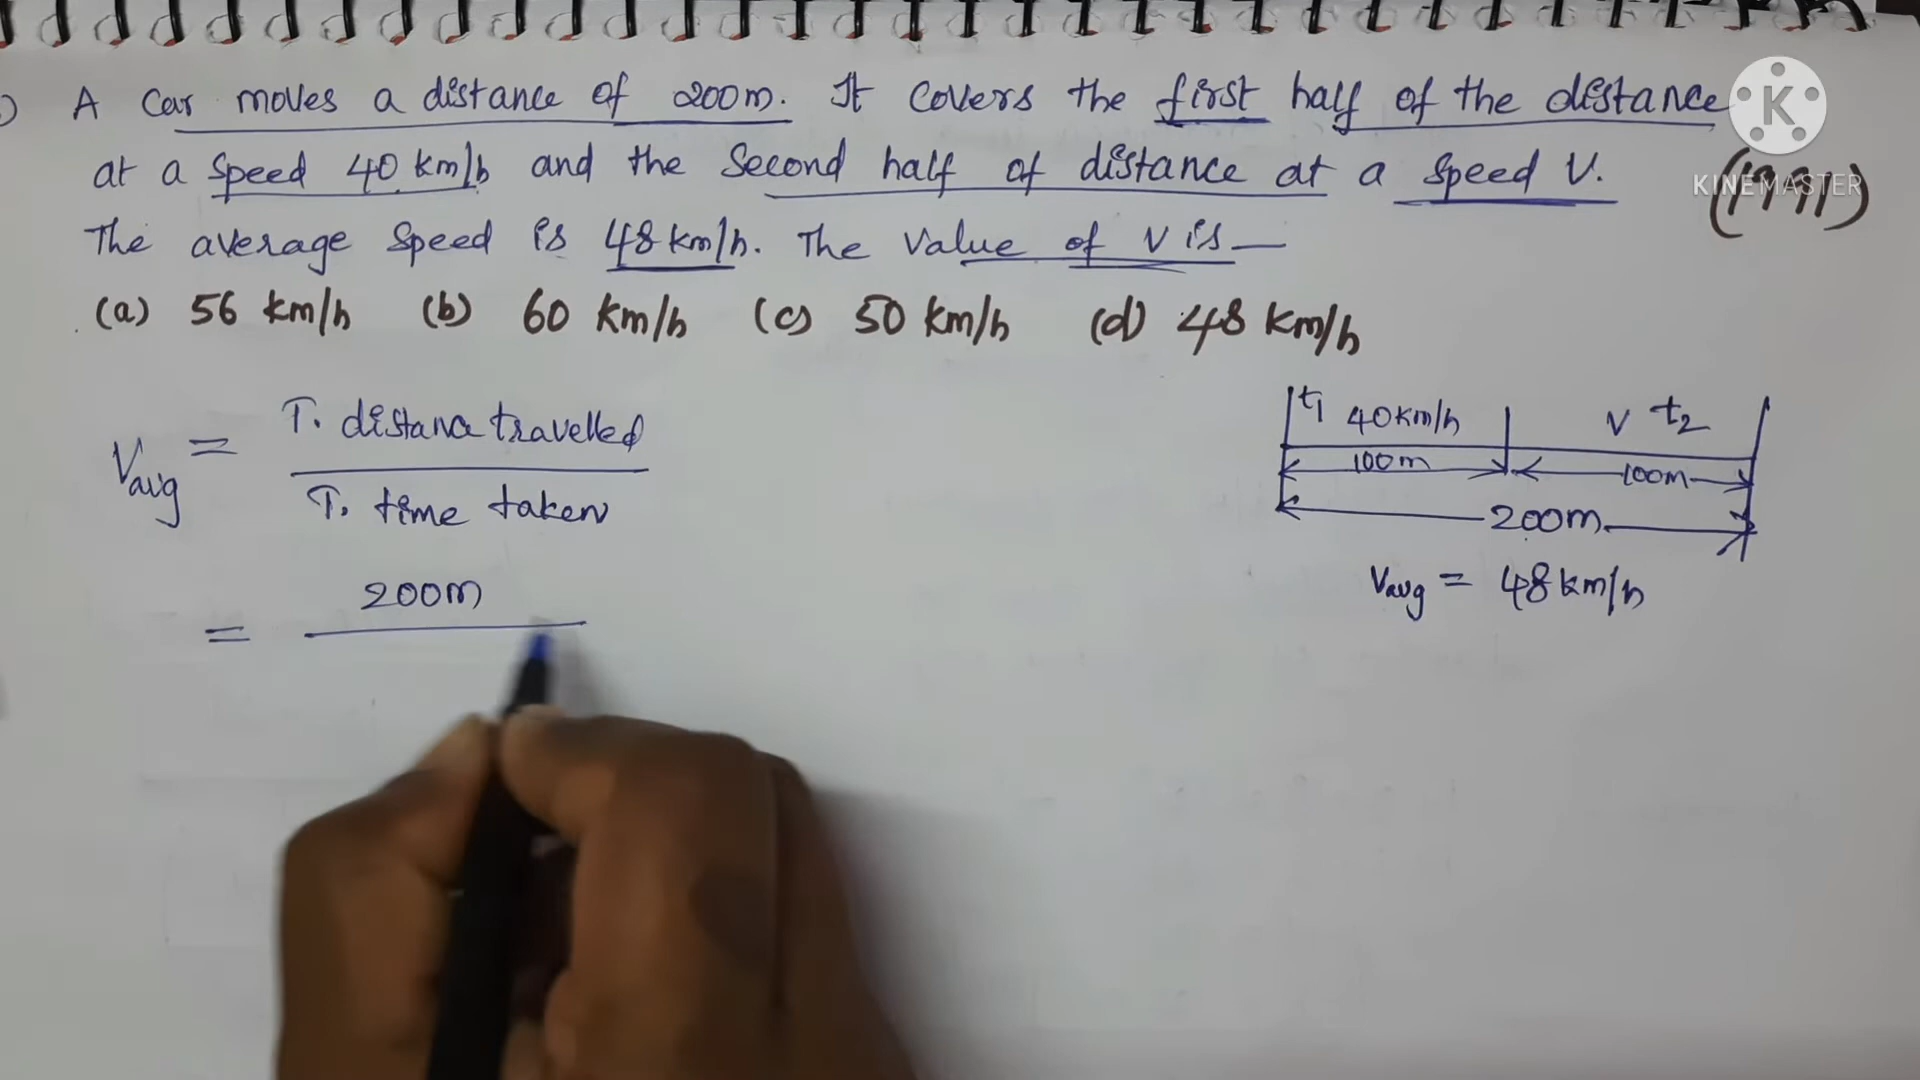 ) A Car moves a distance of 200m. It covers the first half of the distance
at a speed 40 km/h and the second half of distance at a speed V.
The average speed is 48 km/h. The value of V is —
(a) 56 km/h (b) 60 km/h (c) 50 km/h (d) 48 km/h
(1991)
K
KINEMASTER
Vavg = T. distance travelled
T. time taken
= 200m
t1 40km/h V t2
100m 100m
200m
Vavg = 48 km/h